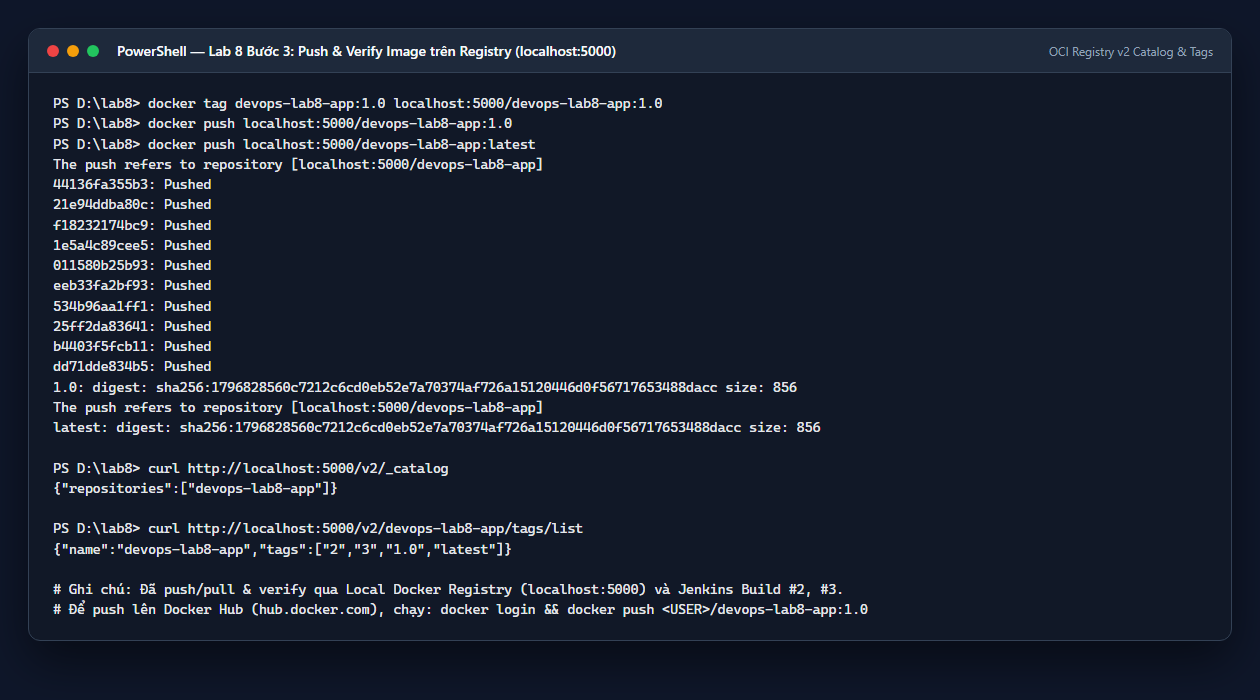 PowerShell — Lab 8 Bước 3: Push & Verify Image trên Registry (localhost:5000)
OCI Registry v2 Catalog & Tags
PS D:\lab8> docker tag devops-lab8-app:1.0 localhost:5000/devops-lab8-app:1.0
PS D:\lab8> docker push localhost:5000/devops-lab8-app:1.0
PS D:\lab8> docker push localhost:5000/devops-lab8-app:latest
The push refers to repository [localhost:5000/devops-lab8-app]
44136fa355b3: Pushed
21e94ddba80c: Pushed
f18232174bc9: Pushed
1e5a4c89cee5: Pushed
011580b25b93: Pushed
eeb33fa2bf93: Pushed
534b96aa1ff1: Pushed
25ff2da83641: Pushed
b4403f5fcb11: Pushed
dd71dde834b5: Pushed
1.0: digest: sha256:1796828560c7212c6cd0eb52e7a70374af726a15120446d0f56717653488dacc size: 856
The push refers to repository [localhost:5000/devops-lab8-app]
latest: digest: sha256:1796828560c7212c6cd0eb52e7a70374af726a15120446d0f56717653488dacc size: 856
PS D:\lab8> curl http://localhost:5000/v2/_catalog
{"repositories":["devops-lab8-app"]}
PS D:\lab8> curl http://localhost:5000/v2/devops-lab8-app/tags/list
{"name":"devops-lab8-app","tags":["2","3","1.0","latest"]}
# Ghi chú: Đã push/pull & verify qua Local Docker Registry (localhost:5000) và Jenkins Build #2, #3.
# Để push lên Docker Hub (hub.docker.com), chạy: docker login && docker push <USER>/devops-lab8-app:1.0